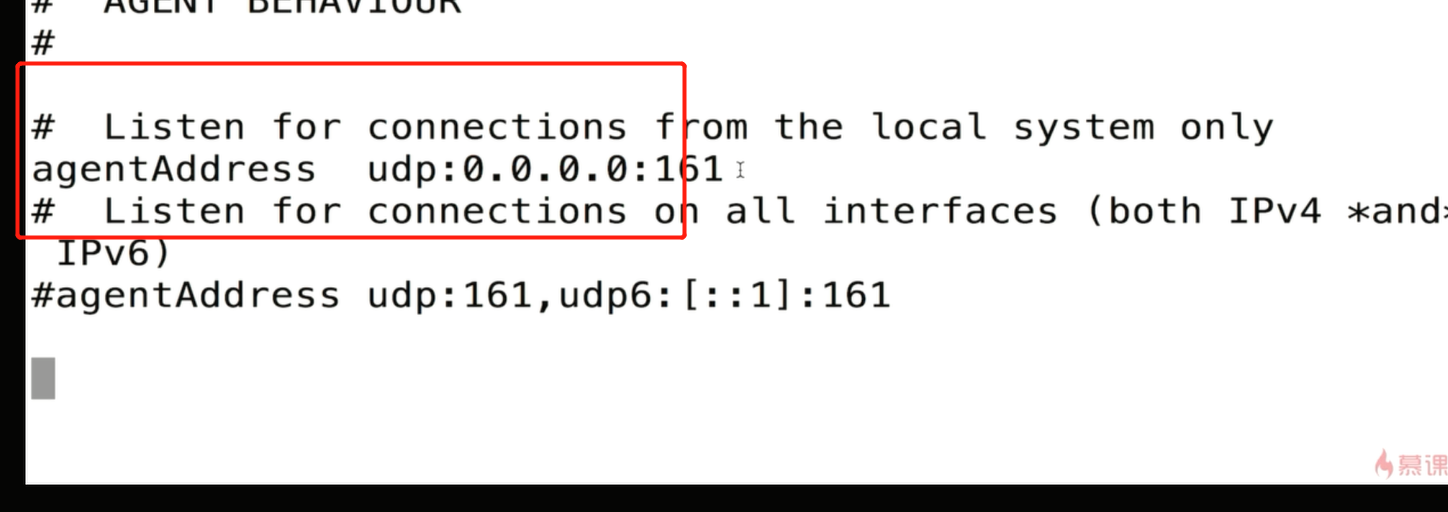 # AGENT BEHAVIOUR
#
# Listen for connections from the local system only
agentAddress  udp:0.0.0.0:161
# Listen for connections on all interfaces (both IPv4 *and*
IPv6)
#agentAddress udp:161,udp6:[::1]:161
慕课